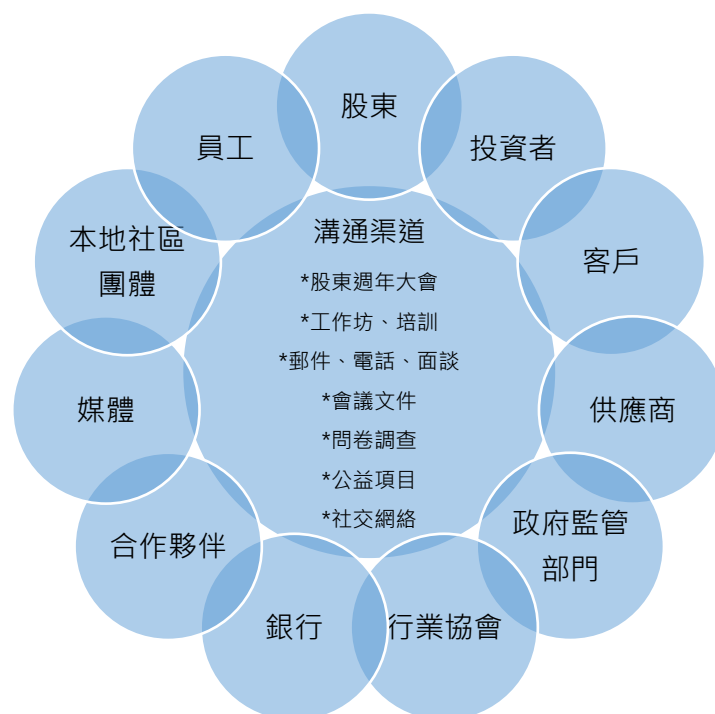 股東
投資者
客戶
供應商
政府監管
部門
行業協會
銀行
合作夥伴
媒體
本地社區
團體
員工
溝通渠道
*股東週年大會
*工作坊、培訓
*郵件、電話、面談
*會議文件
*問卷調查
*公益項目
*社交網絡